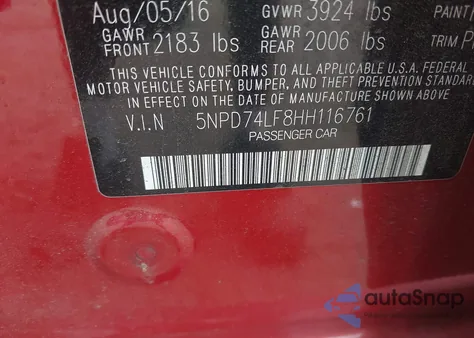 Aug/05/16 GVWR 3924 lbs PAINT
GAWR FRONT 2183 lbs GAWR REAR 2006 lbs TRIM P
THIS VEHICLE CONFORMS TO ALL APPLICABLE U.S.A. FEDERAL
MOTOR VEHICLE SAFETY, BUMPER, AND THEFT PREVENTION STANDARD
IN EFFECT ON THE DATE OF MANUFACTURE SHOWN ABOVE.
V.I.N 5NPD74LF8HH116761
PASSENGER CAR
autoSnap